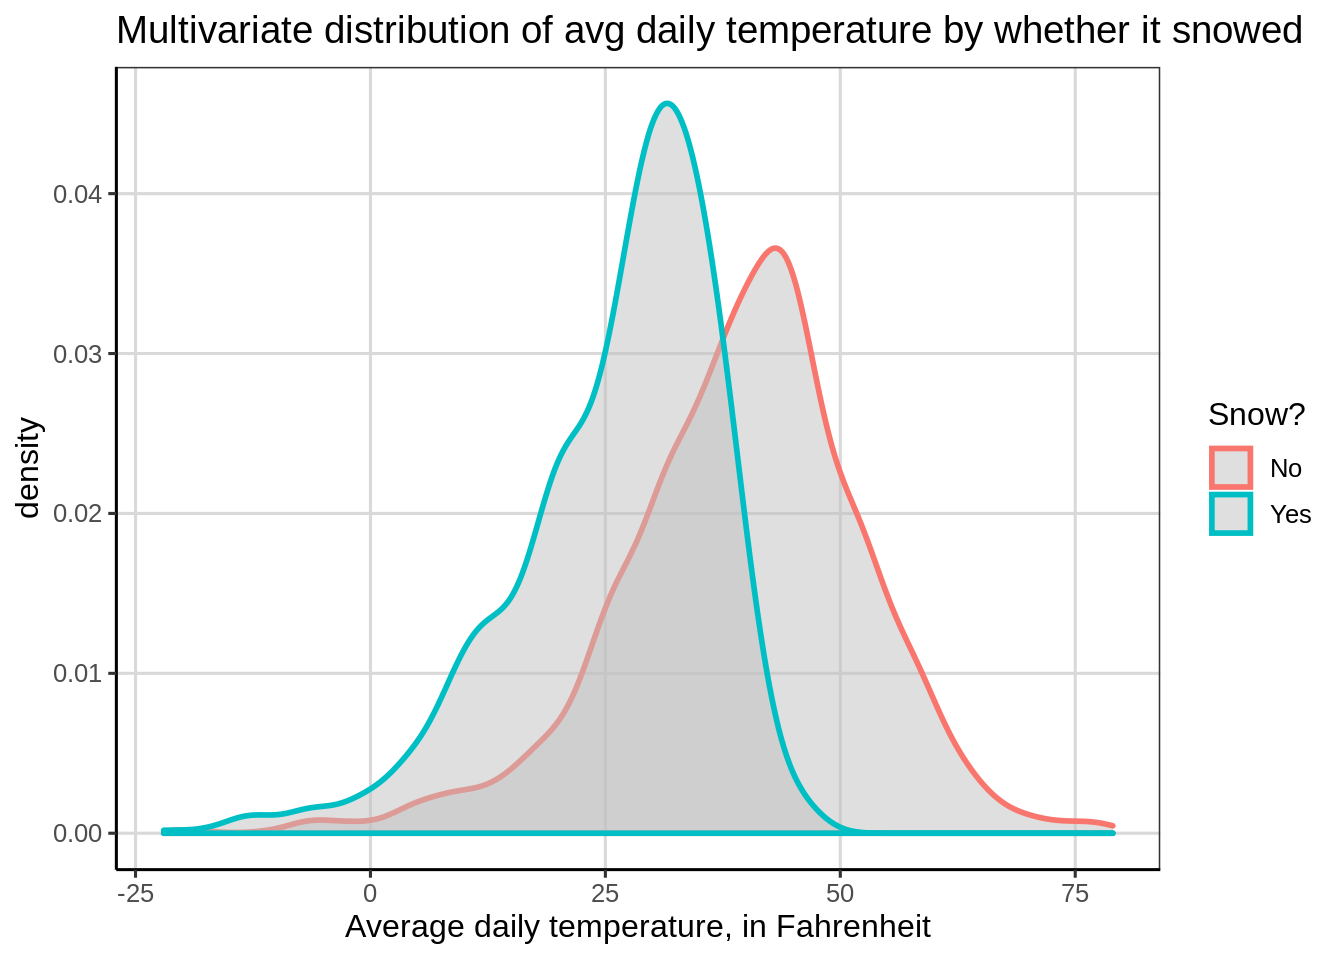 Multivariate distribution of avg daily temperature by whether it snowed
density
0.04
0.03
0.02
0.01
0.00
-25
0
25
50
75
Average daily temperature, in Fahrenheit
Snow?
No
Yes